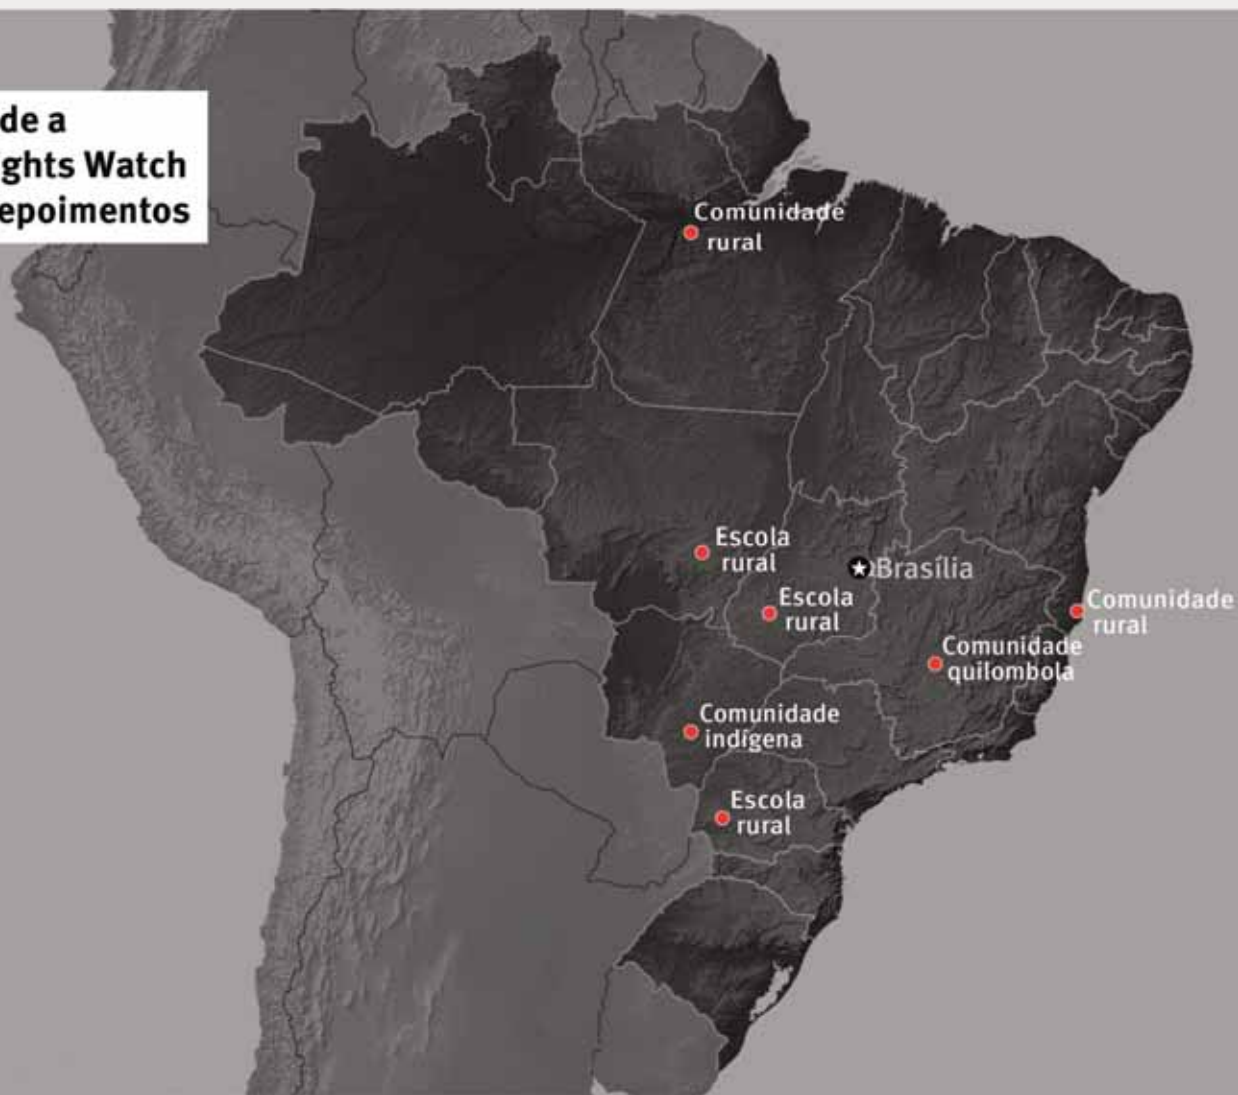 de a
ghts Watch
epoimentos
Comunidade
rural
Escola
rural
Brasília
Escola
rural
Comunidade
rural
Comunidade
quilombola
Comunidade
indígena
Escola
rural